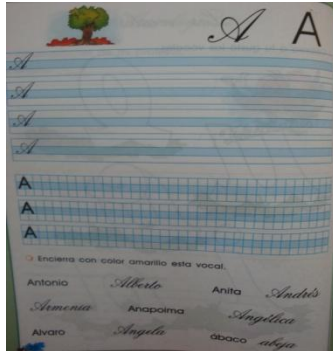 A A
A
A
A
A
A
A
A
Encierra con color amarillo esta vocal.
Antonio Alberto Anita Andrés
Armenia Anapoima Angélica
Alvaro Angela ábaco abeja